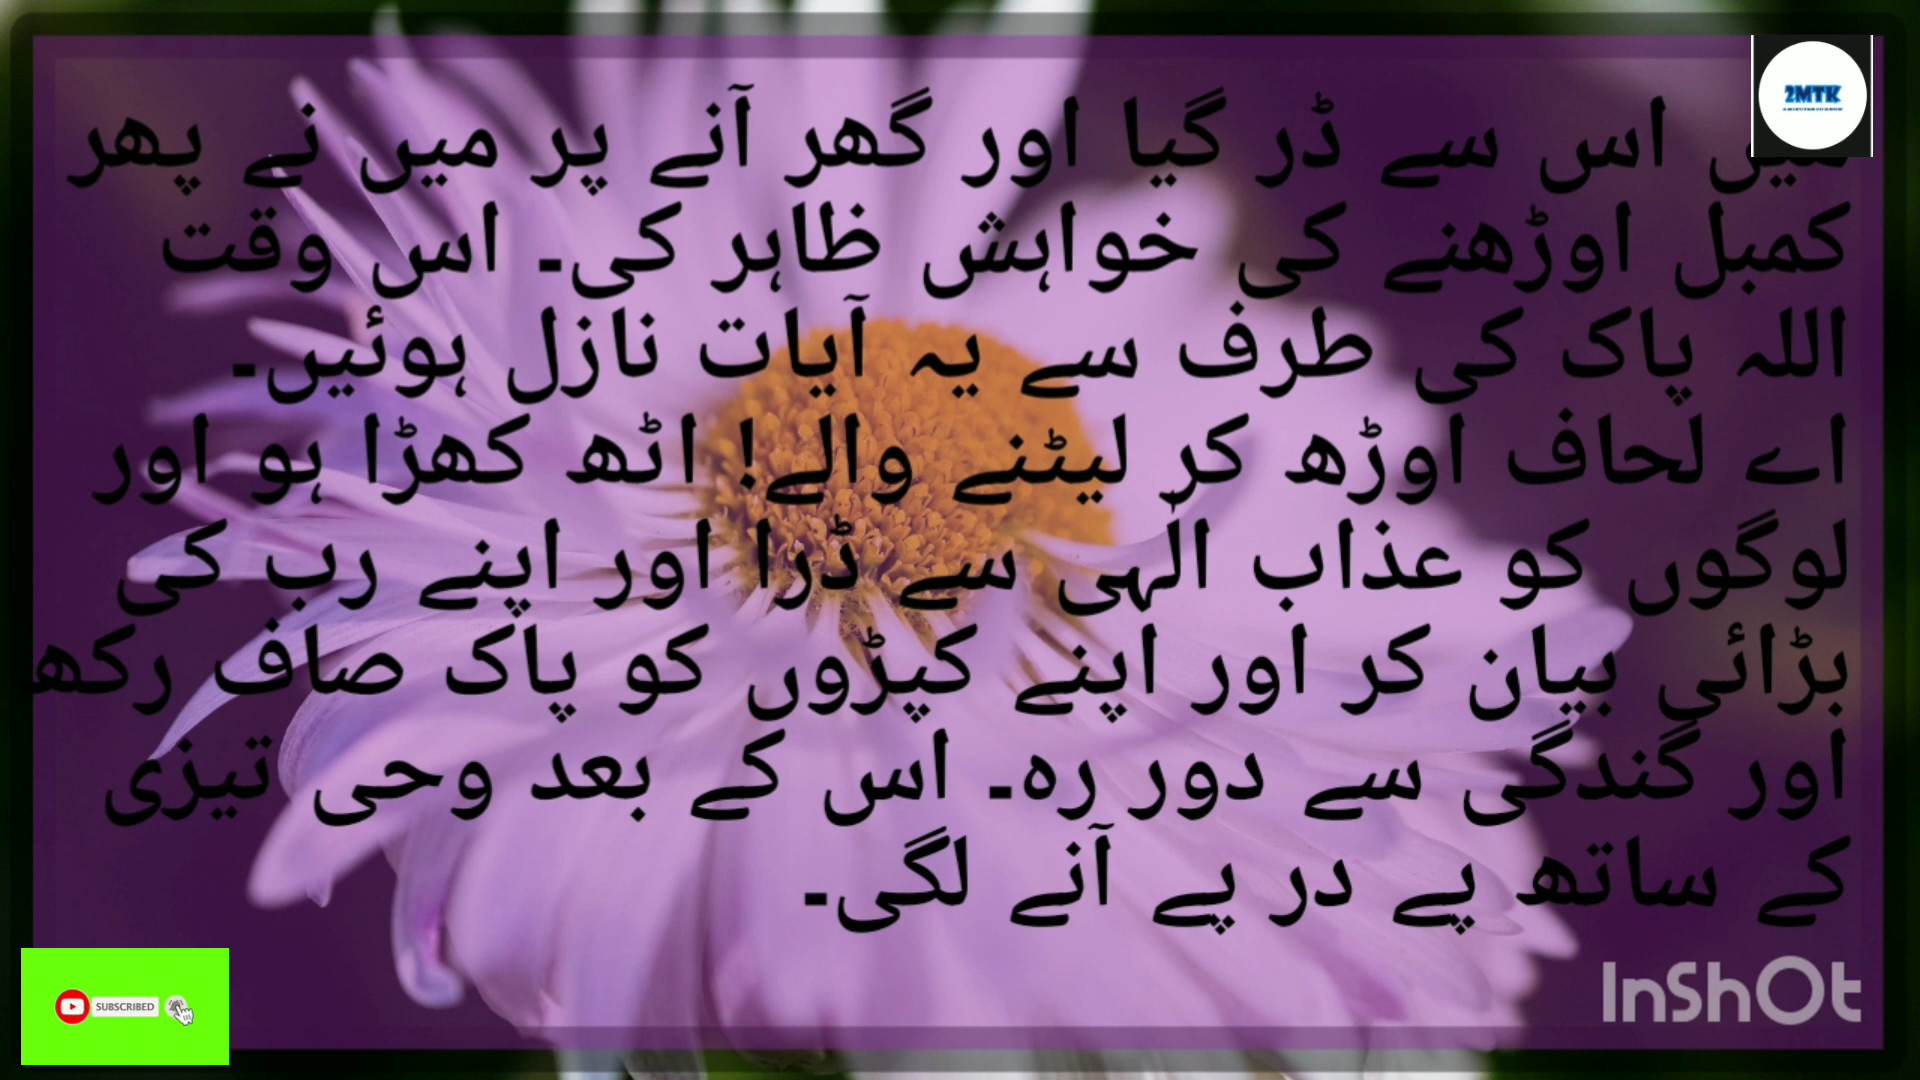 میں اس سے ڈر گیا اور گھر آنے پر میں نے پھر
کمبل اوڑھنے کی خواہش ظاہر کی۔ اس وقت
اللہ پاک کی طرف سے یہ آیات نازل ہوئیں۔
اے لحاف اوڑھ کر لیٹنے والے! اٹھ کھڑا ہو اور
لوگوں کو عذاب الٰہی سے ڈرا اور اپنے رب کی
بڑائی بیان کر اور اپنے کپڑوں کو پاک صاف رکھ
اور گندگی سے دور رہ۔ اس کے بعد وحی تیزی
کے ساتھ پے در پے آنے لگی۔
2MTK
SUBSCRIBED
InShOt